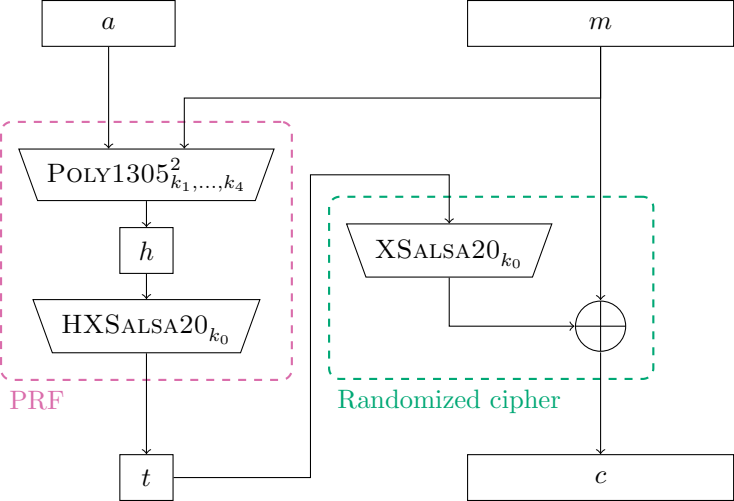 a
m
Poly1305²ₖ₁,...,ₖ₄
h
XSalsa20ₖ₀
HXSalsa20ₖ₀
PRF
Randomized cipher
t
c